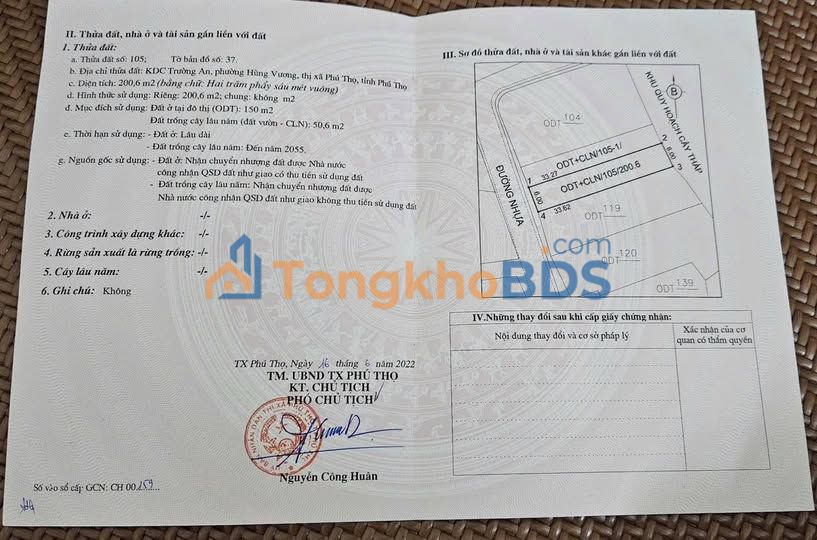 II. Thửa đất, nhà ở và tài sản gắn liền với đất
1. Thửa đất:
a. Thửa đất số: 105; Tờ bản đồ số: 37.
b. Địa chỉ thửa đất: KDC Trường An, phường Hùng Vương, thị xã Phú Thọ, tỉnh Phú Thọ
c. Diện tích: 200,6 m2 (bằng chữ: Hai trăm phẩy sáu mét vuông)
d. Hình thức sử dụng: Riêng: 200,6 m2; chung: không m2
đ. Mục đích sử dụng: Đất ở tại đô thị (ODT): 150 m2
Đất trồng cây lâu năm (đất vườn - CLN): 50,6 m2
e. Thời hạn sử dụng: - Đất ở: Lâu dài
- Đất trồng cây lâu năm: Đến năm 2055.
g. Nguồn gốc sử dụng: - Đất ở: Nhận chuyển nhượng đất được Nhà nước
công nhận QSD đất như giao có thu tiền sử dụng đất
- Đất trồng cây lâu năm: Nhận chuyển nhượng đất được
Nhà nước công nhận QSD đất như giao không thu tiền sử dụng đất
2. Nhà ở: -/-
3. Công trình xây dựng khác: -/-
4. Rừng sản xuất là rừng trồng: -/-
5. Cây lâu năm: -/-
6. Ghi chú: Không
TX Phú Thọ, Ngày 16 tháng 6 năm 2022
TM. UBND TX PHÚ THỌ
KT. CHỦ TỊCH
PHÓ CHỦ TỊCH
Nguyễn Công Huân
Số vào sổ cấp GCN: CH 00159...
III. Sơ đồ thửa đất, nhà ở và tài sản khác gắn liền với đất
B
KHU QUY HOẠCH CÂY THÁP
ĐƯỜNG NHỰA
ODT 104
ODT+CLN/105-1/
1 33.27 2
6.00 ODT+CLN/105/200.6 6.00
4 33.62 3
ODT 119
ODT 120
ODT 139
IV.Những thay đổi sau khi cấp giấy chứng nhận:
Nội dung thay đổi và cơ sở pháp lý
Xác nhận của cơ
quan có thẩm quyền
TongkhoBDS
.com